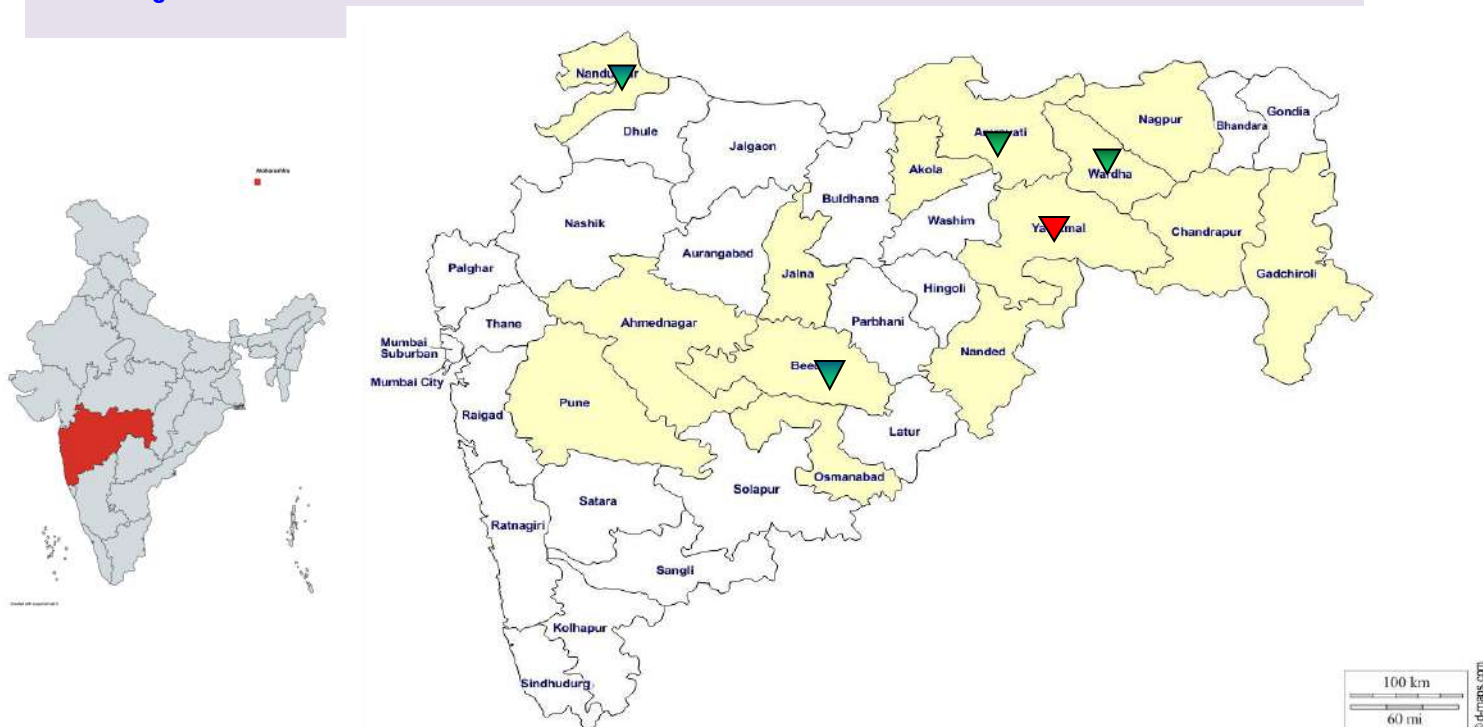 Maharashtra
Nandurbar
Dhule
Jalgaon
Amravati
Nagpur
Bhandara
Gondia
Akola
Wardha
Buldhana
Washim
Nashik
Yavatmal
Chandrapur
Aurangabad
Palghar
Jalna
Gadchiroli
Hingoli
Thane
Ahmednagar
Parbhani
Mumbai
Suburban
Nanded
Beed
Mumbai City
Pune
Raigad
Latur
Osmanabad
Solapur
Satara
Ratnagiri
Sangli
Kolhapur
Sindhudurg
100 km
60 mi